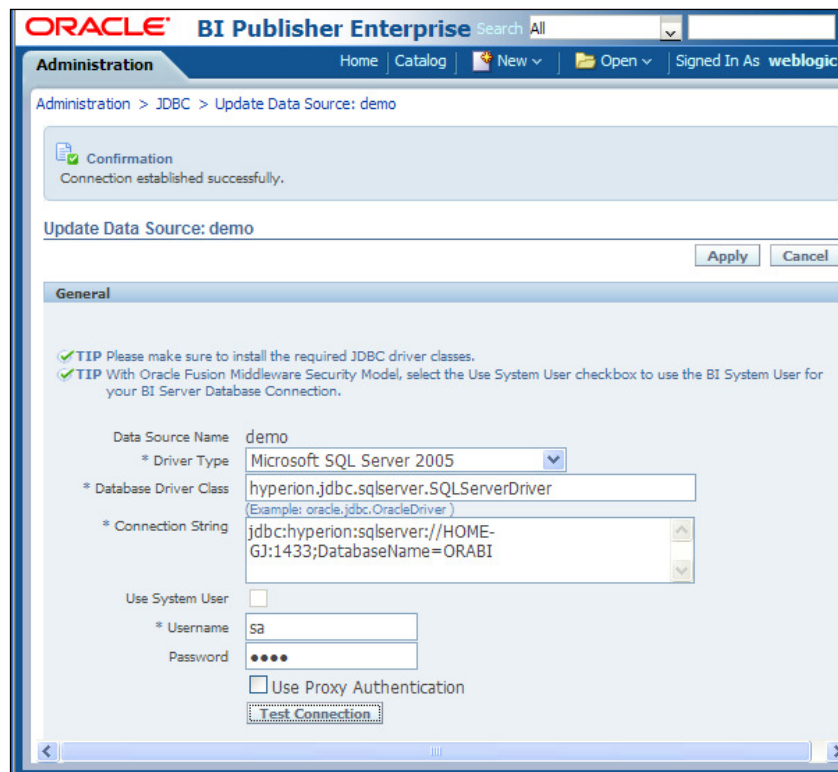 ORACLE BI Publisher Enterprise Search All
Administration Home Catalog New Open Signed In As weblogic
Administration > JDBC > Update Data Source: demo
Confirmation
Connection established successfully.
Update Data Source: demo
Apply Cancel
General
TIP Please make sure to install the required JDBC driver classes.
TIP With Oracle Fusion Middleware Security Model, select the Use System User checkbox to use the BI System User for
your BI Server Database Connection.
Data Source Name demo
* Driver Type Microsoft SQL Server 2005
* Database Driver Class hyperion.jdbc.sqlserver.SQLServerDriver
(Example: oracle.jdbc.OracleDriver )
* Connection String jdbc:hyperion:sqlserver://HOME-
GJ:1433;DatabaseName=ORABI
Use System User
* Username sa
Password ••••
Use Proxy Authentication
Test Connection